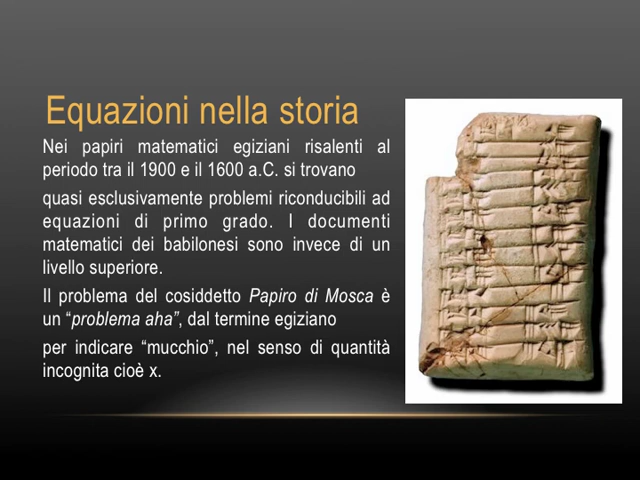 Equazioni nella storia
Nei papiri matematici egiziani risalenti al
periodo tra il 1900 e il 1600 a.C. si trovano
quasi esclusivamente problemi riconducibili ad
equazioni di primo grado. I documenti
matematici dei babilonesi sono invece di un
livello superiore.
Il problema del cosiddetto Papiro di Mosca è
un “problema aha”, dal termine egiziano
per indicare “mucchio”, nel senso di quantità
incognita cioè x.